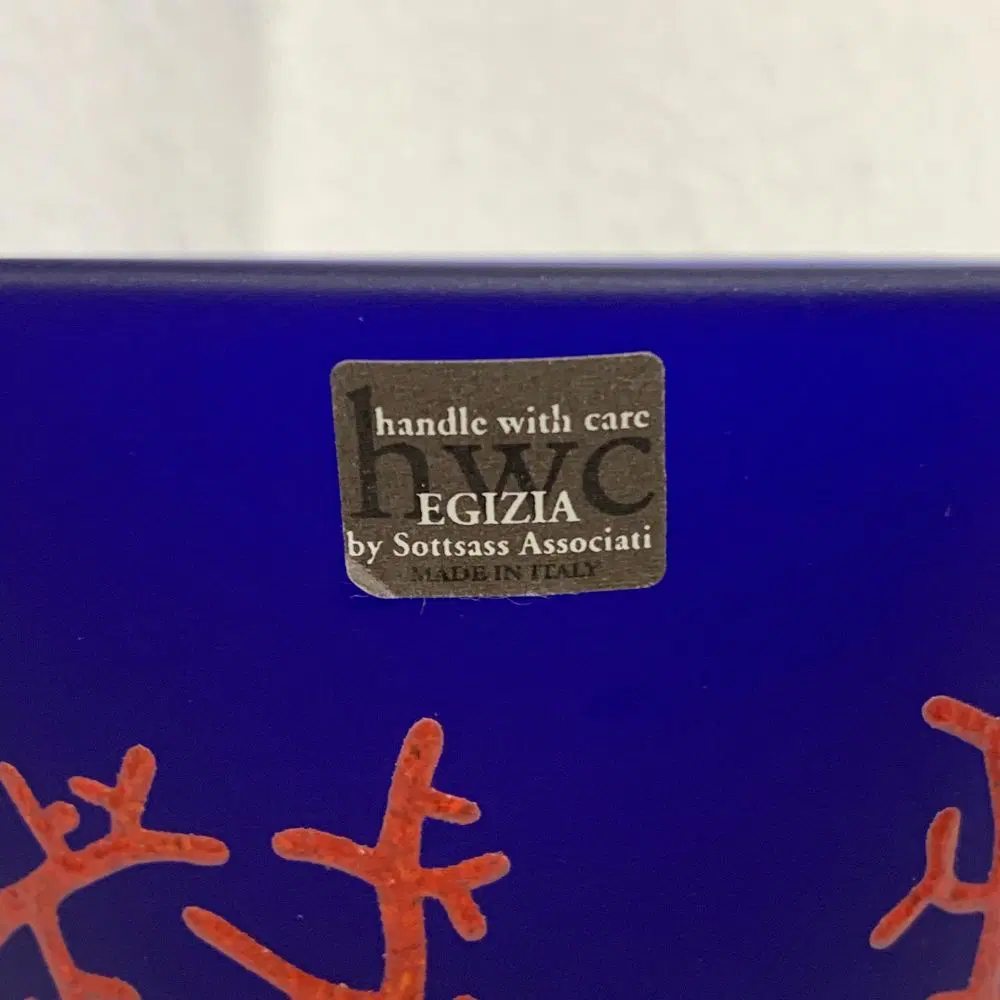 handle with care
hwc
EGIZIA
by Sottsass Associati
MADE IN ITALY